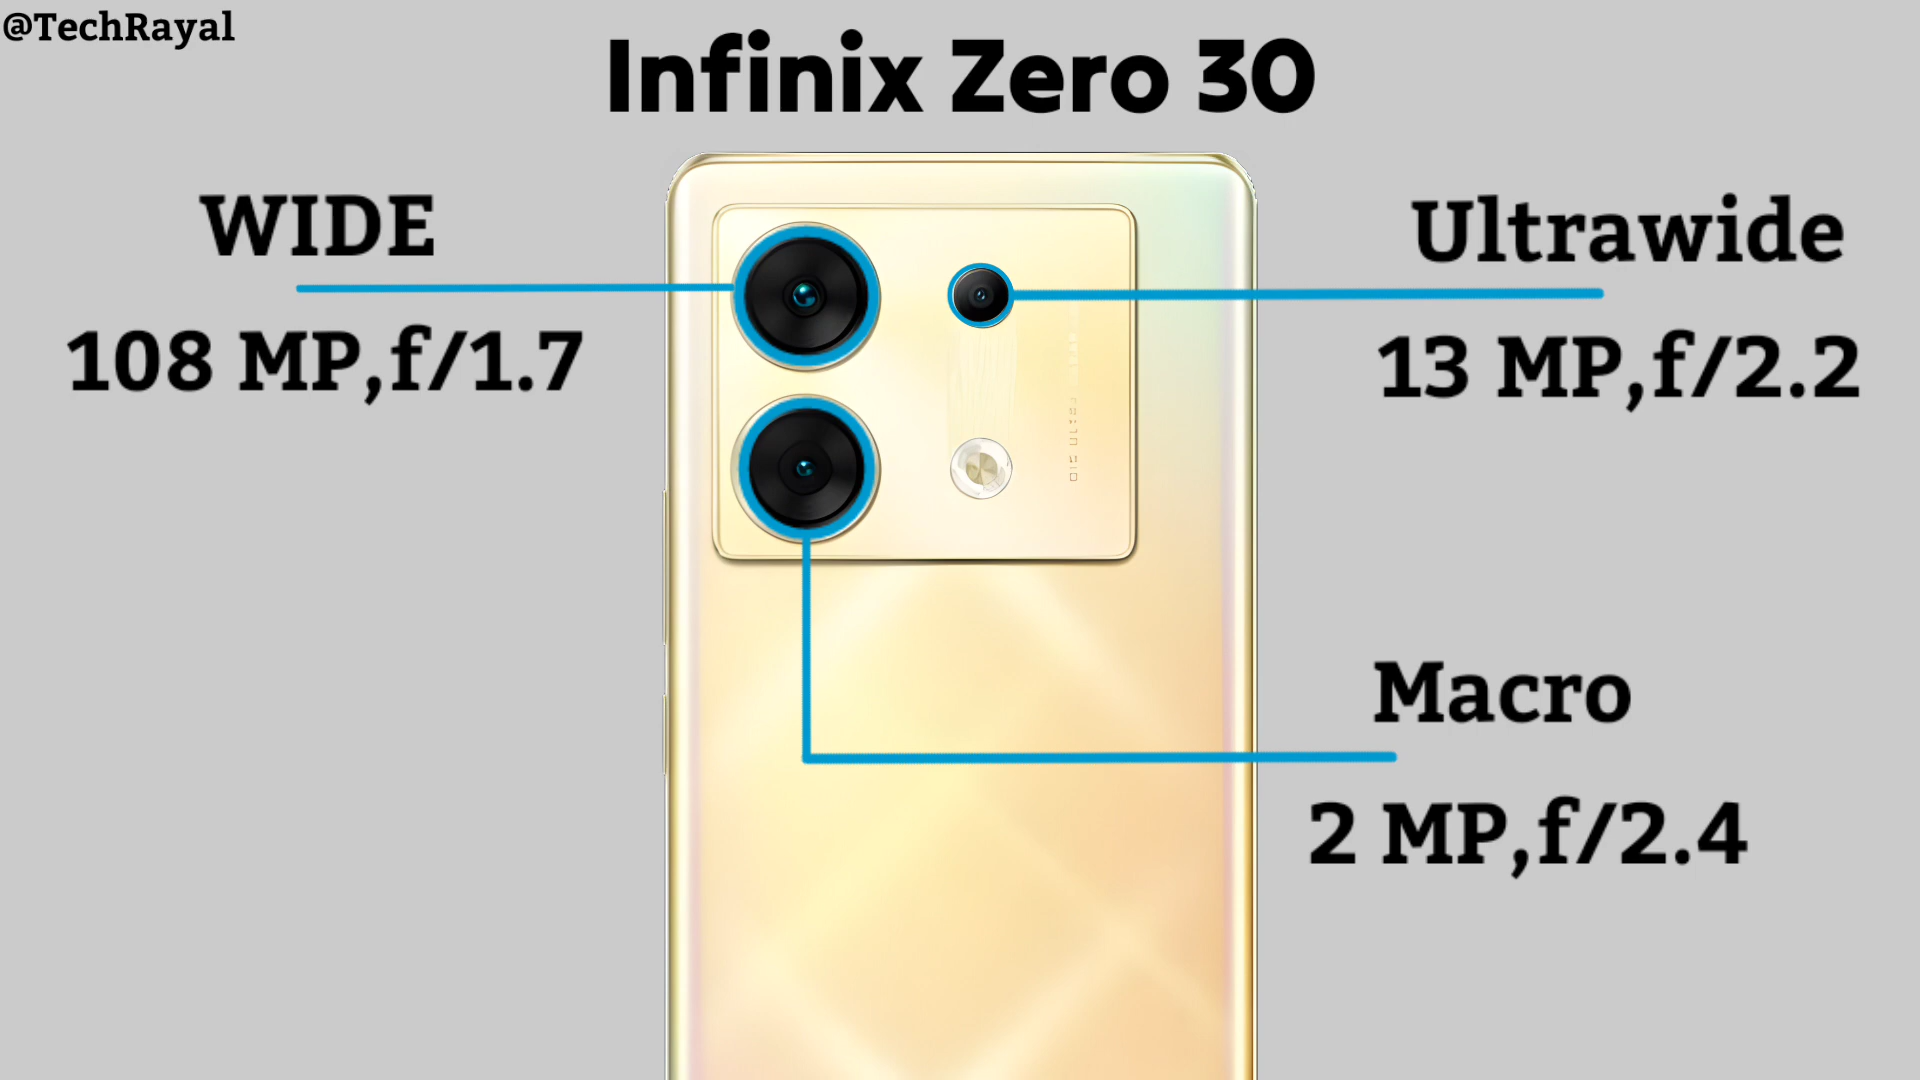 @TechRayal
Infinix Zero 30
WIDE
108 MP,f/1.7
Ultrawide
13 MP,f/2.2
Macro
2 MP,f/2.4